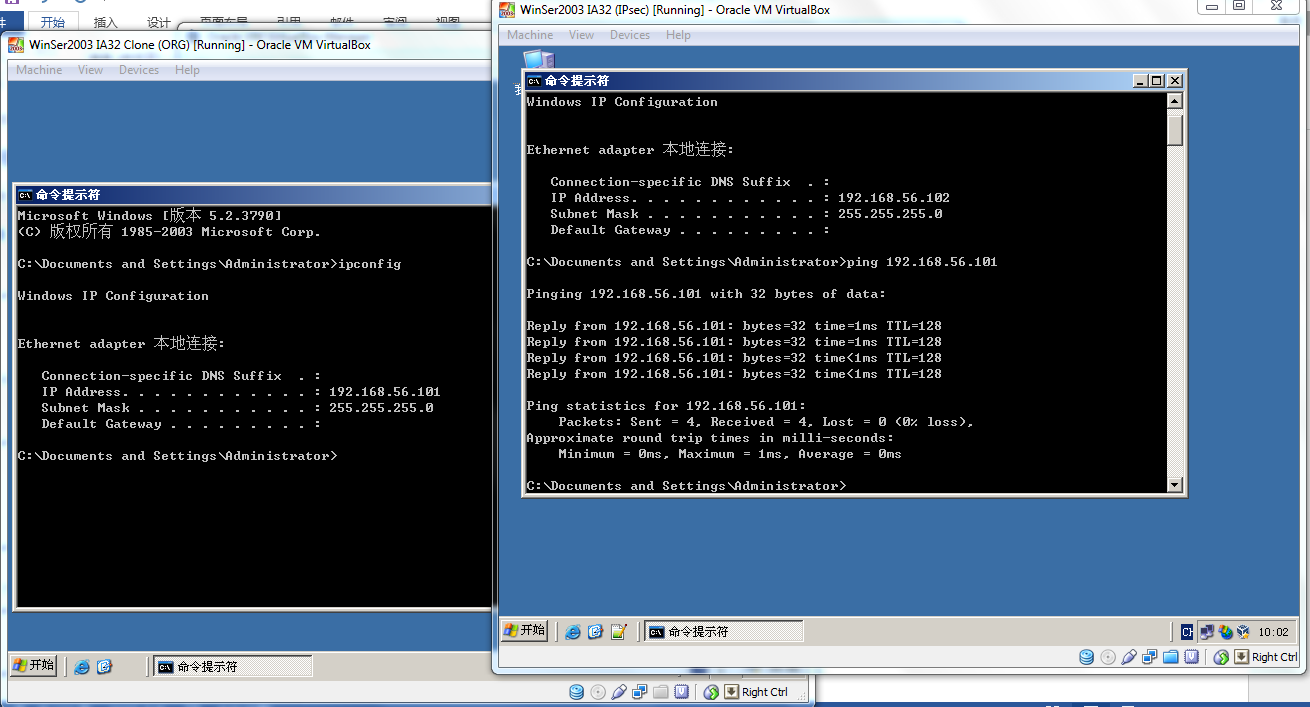 开始 插入 设计 页面布局 引用 邮件 审阅 视图
WinSer2003 IA32 Clone (ORG) [Running] - Oracle VM VirtualBox
Machine View Devices Help
命令提示符
Microsoft Windows [版本 5.2.3790]
(C) 版权所有 1985-2003 Microsoft Corp.
C:\Documents and Settings\Administrator>ipconfig
Windows IP Configuration
Ethernet adapter 本地连接:
Connection-specific DNS Suffix . :
IP Address. . . . . . . . . . . . : 192.168.56.101
Subnet Mask . . . . . . . . . . . : 255.255.255.0
Default Gateway . . . . . . . . . :
C:\Documents and Settings\Administrator>
开始
命令提示符
Right Ctrl
WinSer2003 IA32 (IPsec) [Running] - Oracle VM VirtualBox
Machine View Devices Help
命令提示符
Windows IP Configuration
Ethernet adapter 本地连接:
Connection-specific DNS Suffix . :
IP Address. . . . . . . . . . . . : 192.168.56.102
Subnet Mask . . . . . . . . . . . : 255.255.255.0
Default Gateway . . . . . . . . . :
C:\Documents and Settings\Administrator>ping 192.168.56.101
Pinging 192.168.56.101 with 32 bytes of data:
Reply from 192.168.56.101: bytes=32 time=1ms TTL=128
Reply from 192.168.56.101: bytes=32 time=1ms TTL=128
Reply from 192.168.56.101: bytes=32 time<1ms TTL=128
Reply from 192.168.56.101: bytes=32 time<1ms TTL=128
Ping statistics for 192.168.56.101:
Packets: Sent = 4, Received = 4, Lost = 0 (0% loss),
Approximate round trip times in milli-seconds:
Minimum = 0ms, Maximum = 1ms, Average = 0ms
C:\Documents and Settings\Administrator>
开始
命令提示符
CH
10:02
Right Ctrl